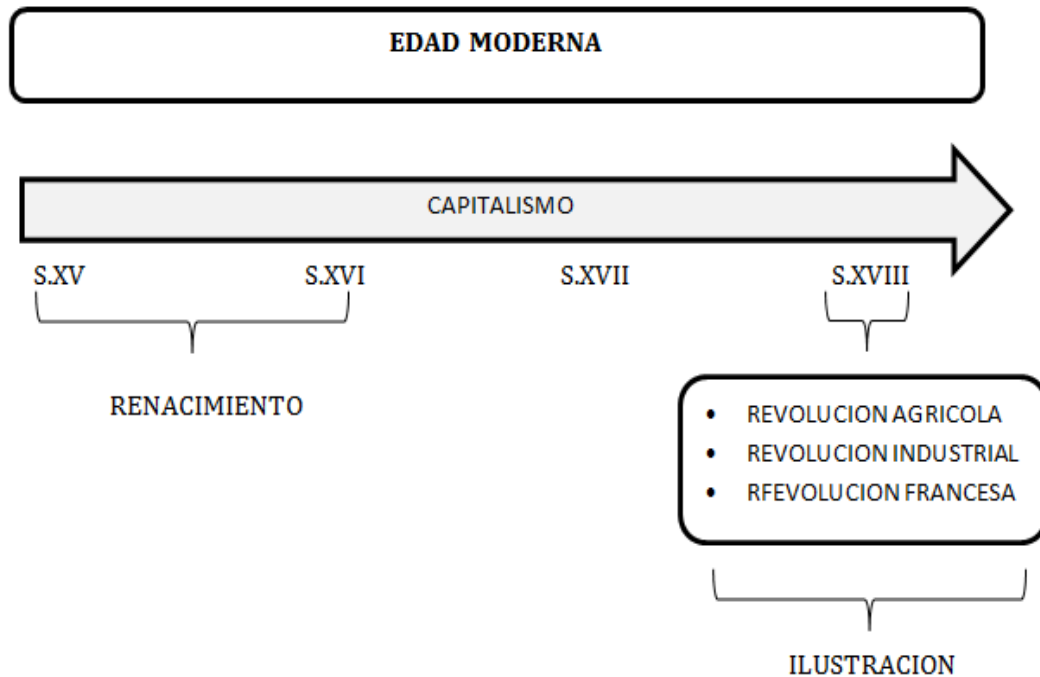 EDAD MODERNA
CAPITALISMO
S.XV S.XVI S.XVII S.XVIII
RENACIMIENTO
• REVOLUCION AGRICOLA
• REVOLUCION INDUSTRIAL
• RFEVOLUCION FRANCESA
ILUSTRACION